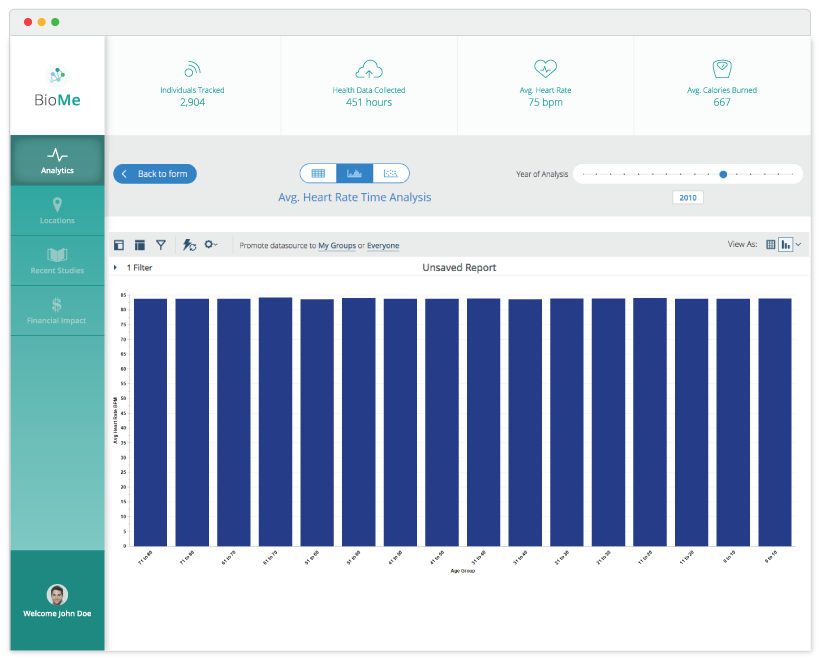 BioMe
Individuals Tracked
2,904
Health Data Collected
451 hours
Avg. Heart Rate
75 bpm
Avg. Calories Burned
667
Analytics
Locations
Recent Studies
Financial Impact
Welcome John Doe
Back to form
Avg. Heart Rate Time Analysis
Year of Analysis
2010
Promote datasource to My Groups or Everyone
View As:
1 Filter
Unsaved Report
85
80
75
70
65
60
55
50
45
40
35
30
25
20
15
10
5
0
Avg Heart Rate BPM
71 to 80
71 to 80
61 to 70
61 to 70
51 to 60
51 to 60
41 to 50
41 to 50
31 to 40
31 to 40
21 to 30
21 to 30
11 to 20
11 to 20
Age Group